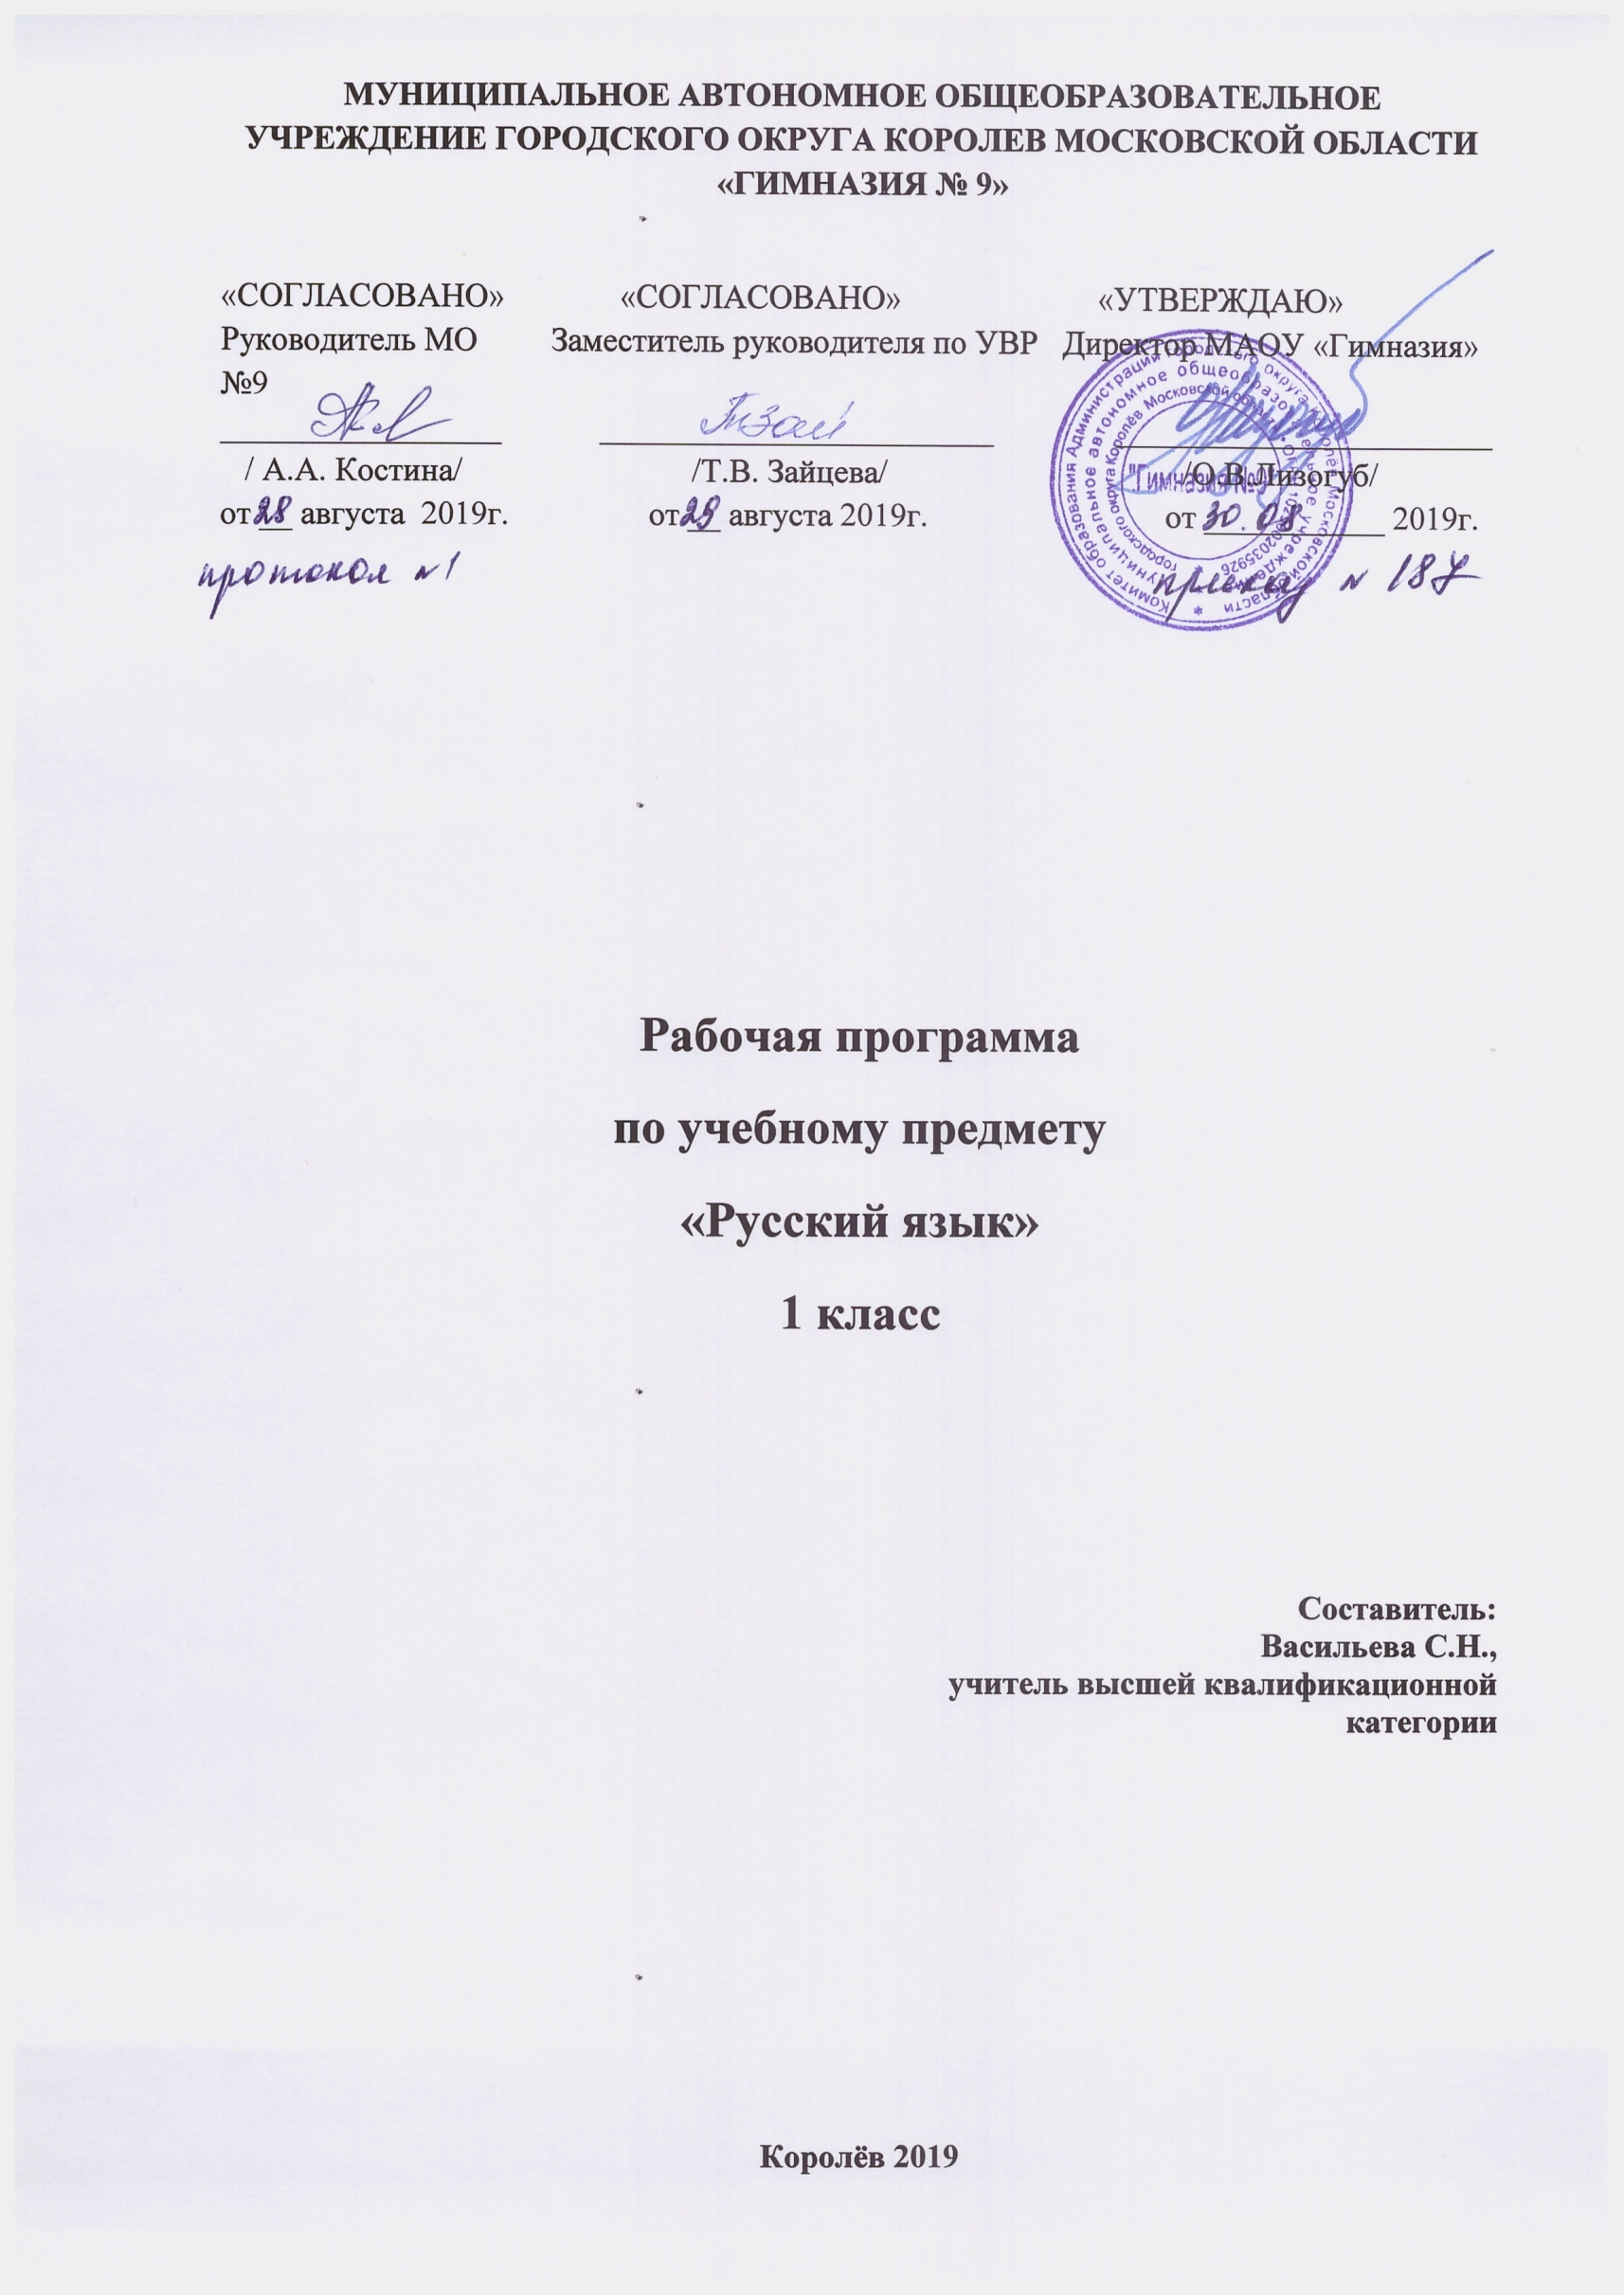 МУНИЦИПАЛЬНОЕ АВТОНОМНОЕ ОБЩЕОБРАЗОВАТЕЛЬНОЕ
УЧРЕЖДЕНИЕ ГОРОДСКОГО ОКРУГА КОРОЛЕВ МОСКОВСКОЙ ОБЛАСТИ
«ГИМНАЗИЯ № 9»
«СОГЛАСОВАНО» «СОГЛАСОВАНО» «УТВЕРЖДАЮ»
Руководитель МО Заместитель руководителя по УВР Директор МАОУ «Гимназия»
№9
/ А.А. Костина/ /Т.В. Зайцева/ /О.В.Лизогуб/
от 28 августа 2019г. от 29 августа 2019г. от 30.08 2019г.
протокол №1 приказ № 187
"Гимназия №9"
Рабочая программа
по учебному предмету
«Русский язык»
1 класс
Составитель:
Васильева С.Н.,
учитель высшей квалификационной
категории
Королёв 2019